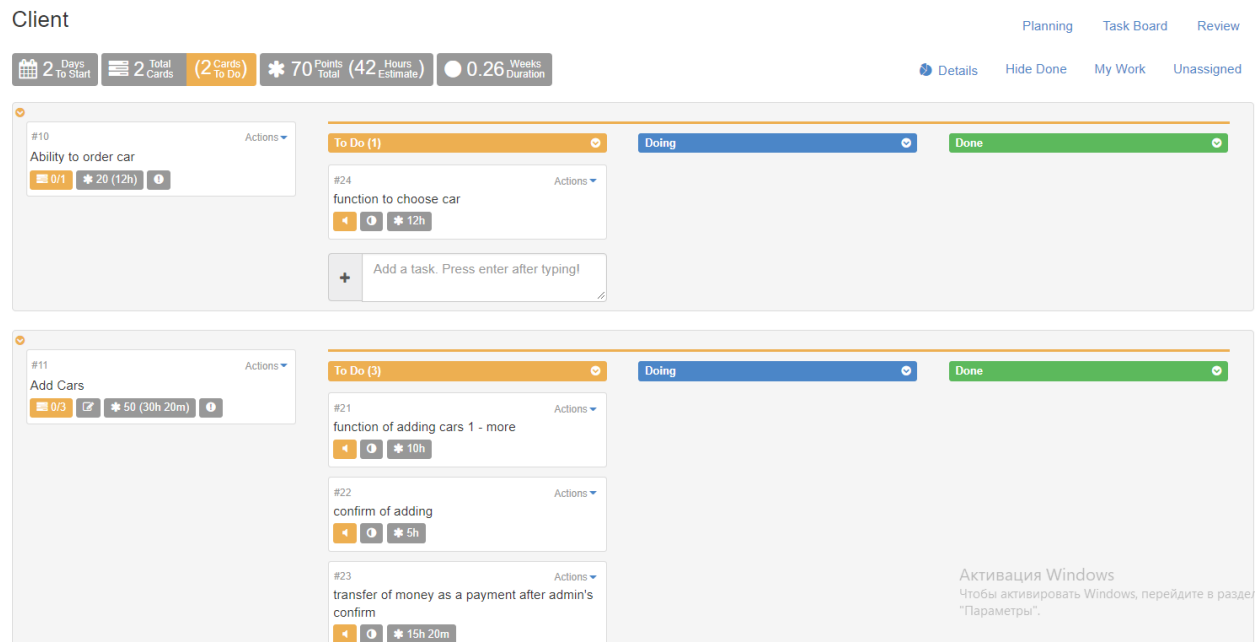 Client
Planning Task Board Review
2 Days To Start 2 Total Cards (2 Cards To Do) 70 Points Total (42 Hours Estimate) 0.26 Weeks Duration
Details Hide Done My Work Unassigned
#10 Actions
Ability to order car
0/1 20 (12h)
To Do (1) Doing Done
#24 Actions
function to choose car
12h
Add a task. Press enter after typing!
#11 Actions
Add Cars
0/3 50 (30h 20m)
To Do (3) Doing Done
#21 Actions
function of adding cars 1 - more
10h
#22 Actions
confirm of adding
5h
#23 Actions
transfer of money as a payment after admin's
confirm
15h 20m
Активация Windows
Чтобы активировать Windows, перейдите в раздел
"Параметры".